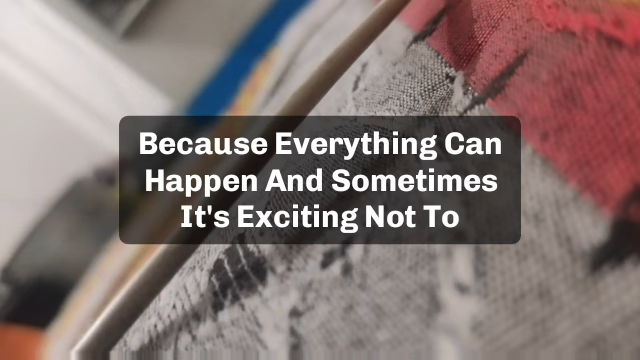 Because Everything Can
Happen And Sometimes
It's Exciting Not To